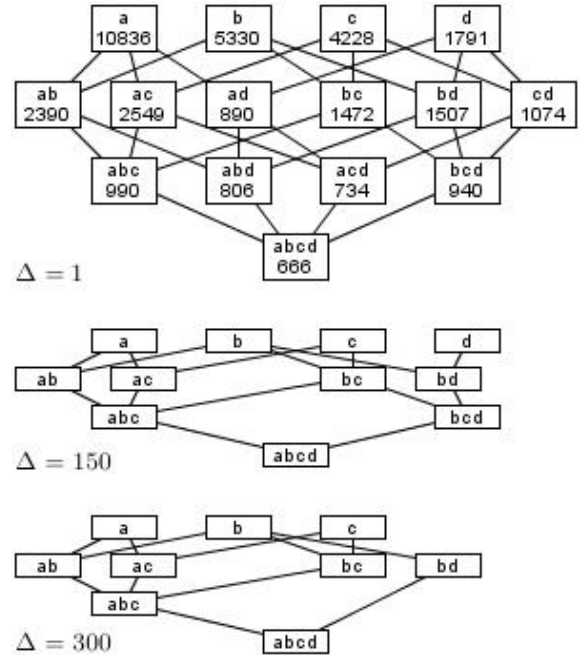 a b c d
10836 5330 4228 1791
ab ac ad bc bd cd
2390 2549 890 1472 1507 1074
abc abd acd bcd
990 806 734 940
abcd
666
Δ = 1
a b c d
ab ac bc bd
abc bcd
abcd
Δ = 150
a b c
ab ac bc bd
abc
abcd
Δ = 300